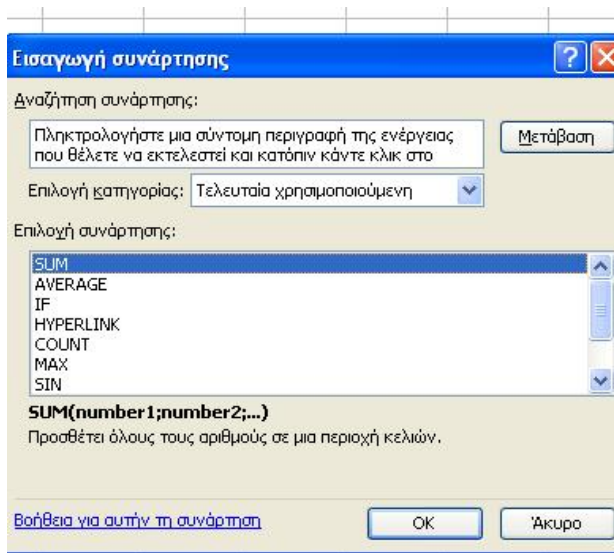 Εισαγωγή συνάρτησης
Αναζήτηση συνάρτησης:
Πληκτρολογήστε μια σύντομη περιγραφή της ενέργειας
που θέλετε να εκτελεστεί και κατόπιν κάντε κλικ στο
Μετάβαση
Επιλογή κατηγορίας: Τελευταία χρησιμοποιούμενη
Επιλοχή συνάρτησης:
SUM
AVERAGE
IF
HYPERLINK
COUNT
MAX
SIN
SUM(number1;number2;...)
Προσθέτει όλους τους αριθμούς σε μια περιοχή κελιών.
Βοήθεια για αυτήν τη συνάρτηση
OK
Άκυρο